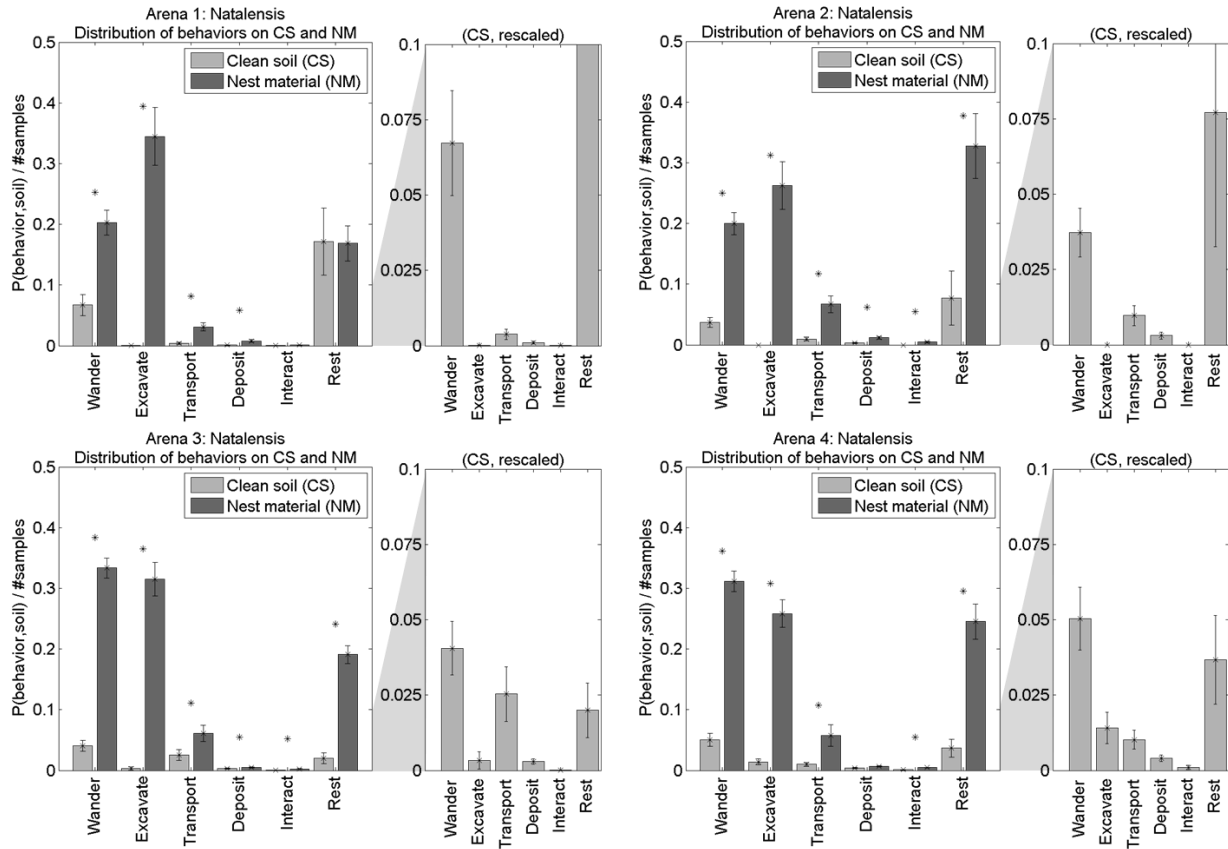 Arena 1: Natalensis
Distribution of behaviors on CS and NM
P(behavior,soil) / #samples
0.5
0.4
0.3
0.2
0.1
0
Clean soil (CS)
Nest material (NM)
*
*
*
*
Wander
Excavate
Transport
Deposit
Interact
Rest
(CS, rescaled)
0.1
0.075
0.05
0.025
0
Wander
Excavate
Transport
Deposit
Interact
Rest
Arena 2: Natalensis
Distribution of behaviors on CS and NM
P(behavior,soil) / #samples
0.5
0.4
0.3
0.2
0.1
0
Clean soil (CS)
Nest material (NM)
*
*
*
*
*
*
Wander
Excavate
Transport
Deposit
Interact
Rest
(CS, rescaled)
0.1
0.075
0.05
0.025
0
Wander
Excavate
Transport
Deposit
Interact
Rest
Arena 3: Natalensis
Distribution of behaviors on CS and NM
P(behavior,soil) / #samples
0.5
0.4
0.3
0.2
0.1
0
Clean soil (CS)
Nest material (NM)
*
*
*
*
*
*
Wander
Excavate
Transport
Deposit
Interact
Rest
(CS, rescaled)
0.1
0.075
0.05
0.025
0
Wander
Excavate
Transport
Deposit
Interact
Rest
Arena 4: Natalensis
Distribution of behaviors on CS and NM
P(behavior,soil) / #samples
0.5
0.4
0.3
0.2
0.1
0
Clean soil (CS)
Nest material (NM)
*
*
*
*
*
Wander
Excavate
Transport
Deposit
Interact
Rest
(CS, rescaled)
0.1
0.075
0.05
0.025
0
Wander
Excavate
Transport
Deposit
Interact
Rest